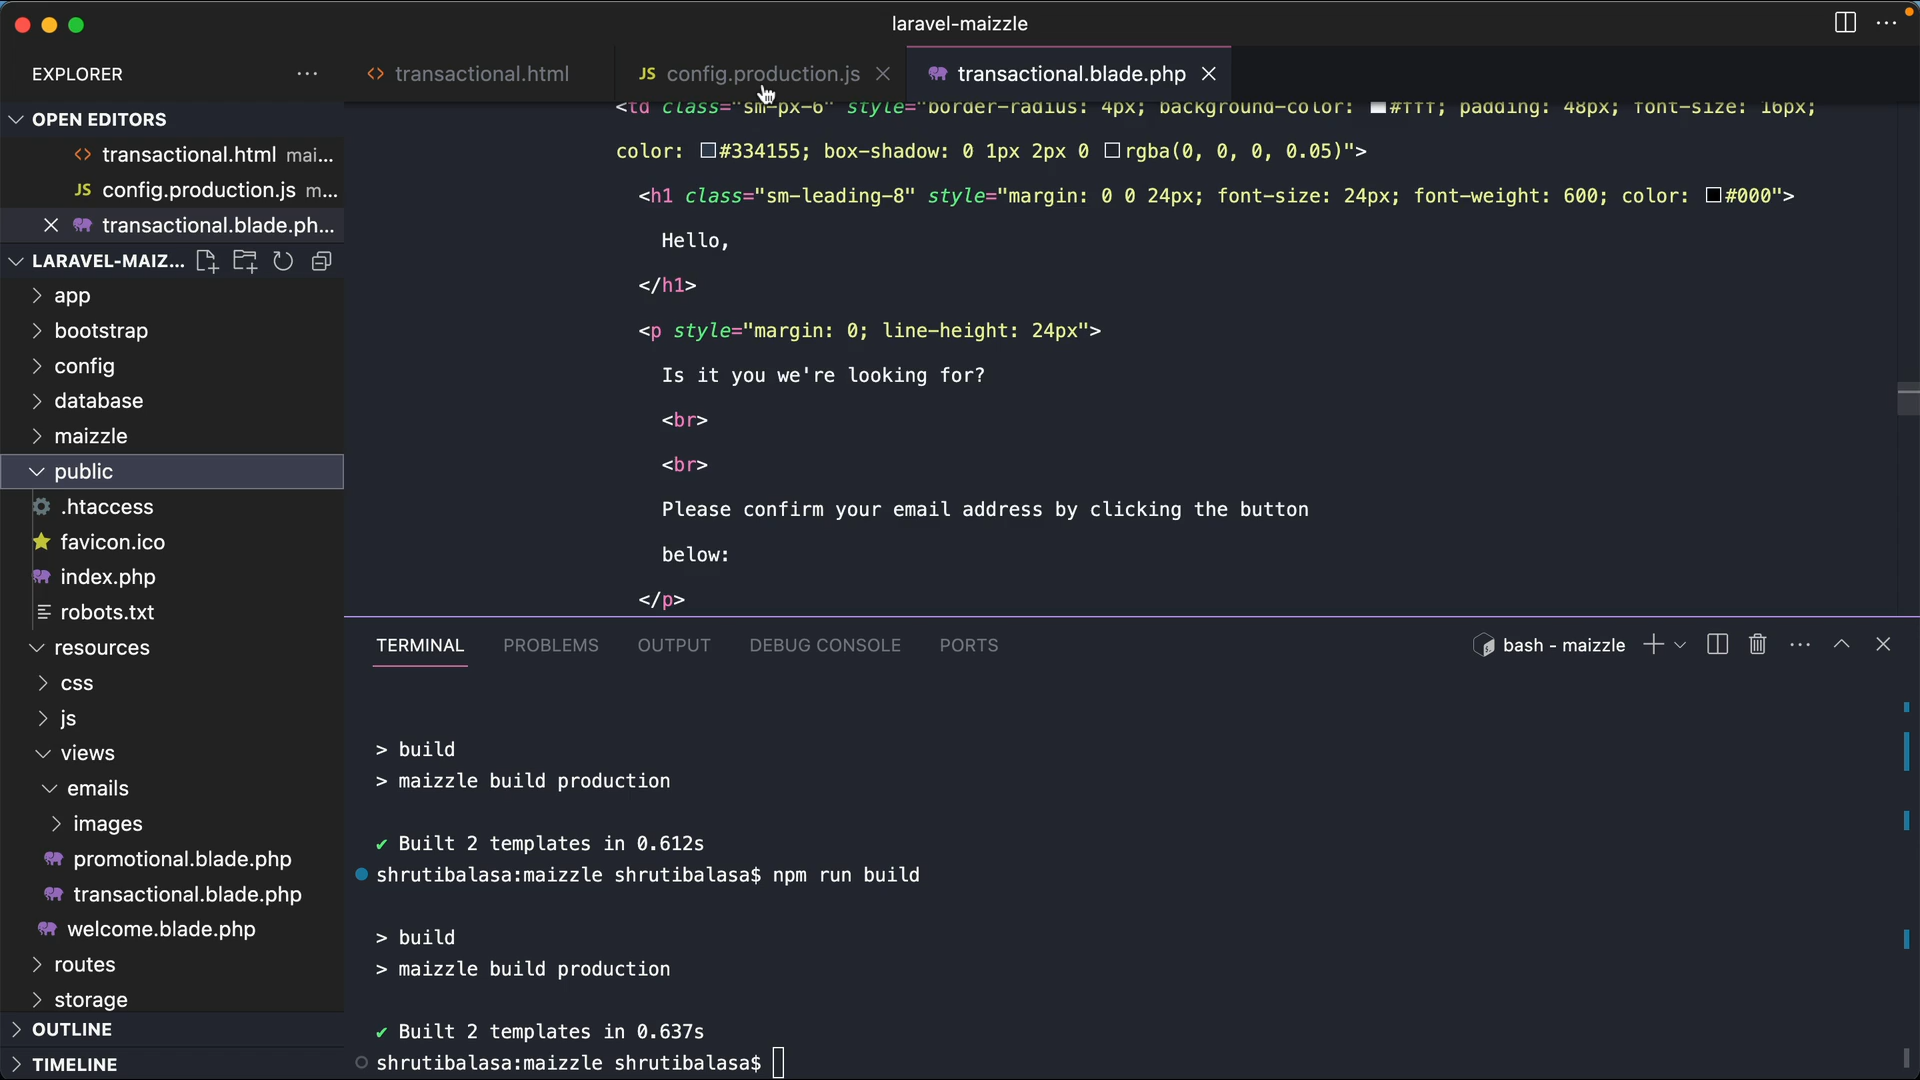 laravel-maizzle
EXPLORER
transactional.html
JS config.production.js
transactional.blade.php
OPEN EDITORS
transactional.html mai...
JS config.production.js m...
transactional.blade.ph...
LARAVEL-MAIZ...
app
bootstrap
config
database
maizzle
public
.htaccess
favicon.ico
index.php
robots.txt
resources
css
js
views
emails
images
promotional.blade.php
transactional.blade.php
welcome.blade.php
routes
storage
OUTLINE
TIMELINE
<td class="sm-px-6" style="border-radius: 4px; background-color: #fff; padding: 48px; font-size: 16px;
color: #334155; box-shadow: 0 1px 2px 0 rgba(0, 0, 0, 0.05)">
<h1 class="sm-leading-8" style="margin: 0 0 24px; font-size: 24px; font-weight: 600; color: #000">
Hello,
</h1>
<p style="margin: 0; line-height: 24px">
Is it you we're looking for?
<br>
<br>
Please confirm your email address by clicking the button
below:
</p>
TERMINAL PROBLEMS OUTPUT DEBUG CONSOLE PORTS
bash - maizzle
> build
> maizzle build production
✔ Built 2 templates in 0.612s
shrutibalasa:maizzle shrutibalasa$ npm run build
> build
> maizzle build production
✔ Built 2 templates in 0.637s
shrutibalasa:maizzle shrutibalasa$